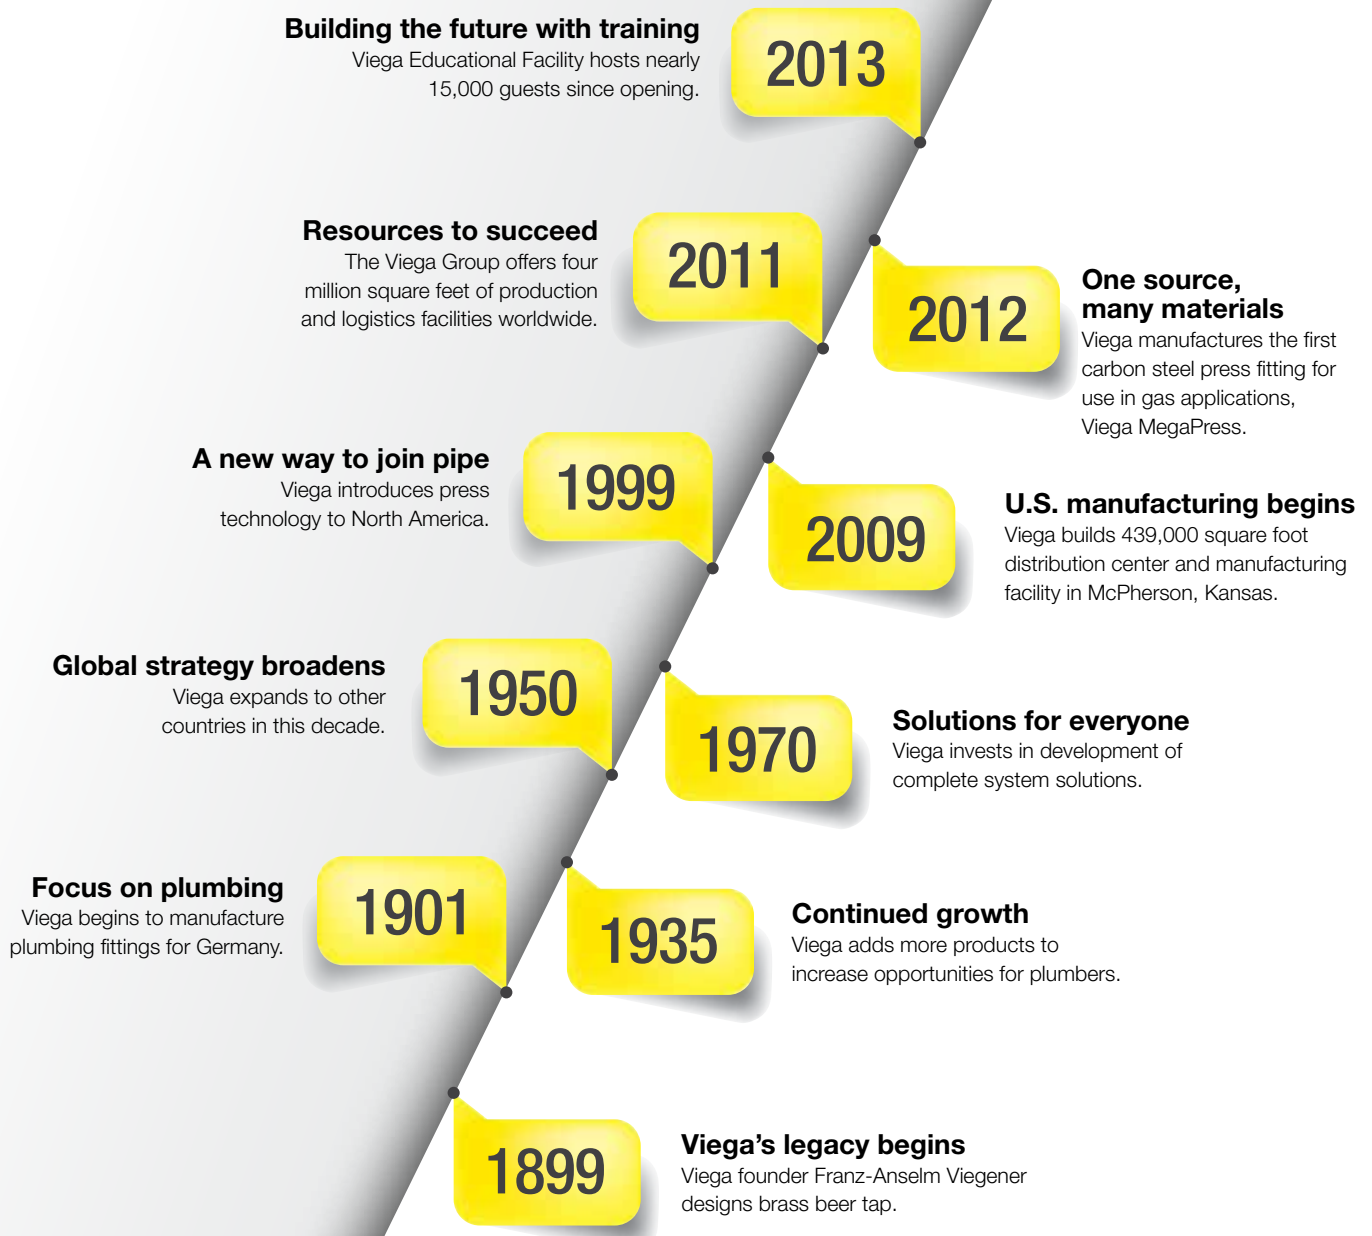 Building the future with training
Viega Educational Facility hosts nearly
15,000 guests since opening.
2013
Resources to succeed
The Viega Group offers four
million square feet of production
and logistics facilities worldwide.
2011
2012
One source,
many materials
Viega manufactures the first
carbon steel press fitting for
use in gas applications,
Viega MegaPress.
A new way to join pipe
Viega introduces press
technology to North America.
1999
2009
U.S. manufacturing begins
Viega builds 439,000 square foot
distribution center and manufacturing
facility in McPherson, Kansas.
Global strategy broadens
Viega expands to other
countries in this decade.
1950
1970
Solutions for everyone
Viega invests in development of
complete system solutions.
Focus on plumbing
Viega begins to manufacture
plumbing fittings for Germany.
1901
1935
Continued growth
Viega adds more products to
increase opportunities for plumbers.
1899
Viega’s legacy begins
Viega founder Franz-Anselm Viegener
designs brass beer tap.